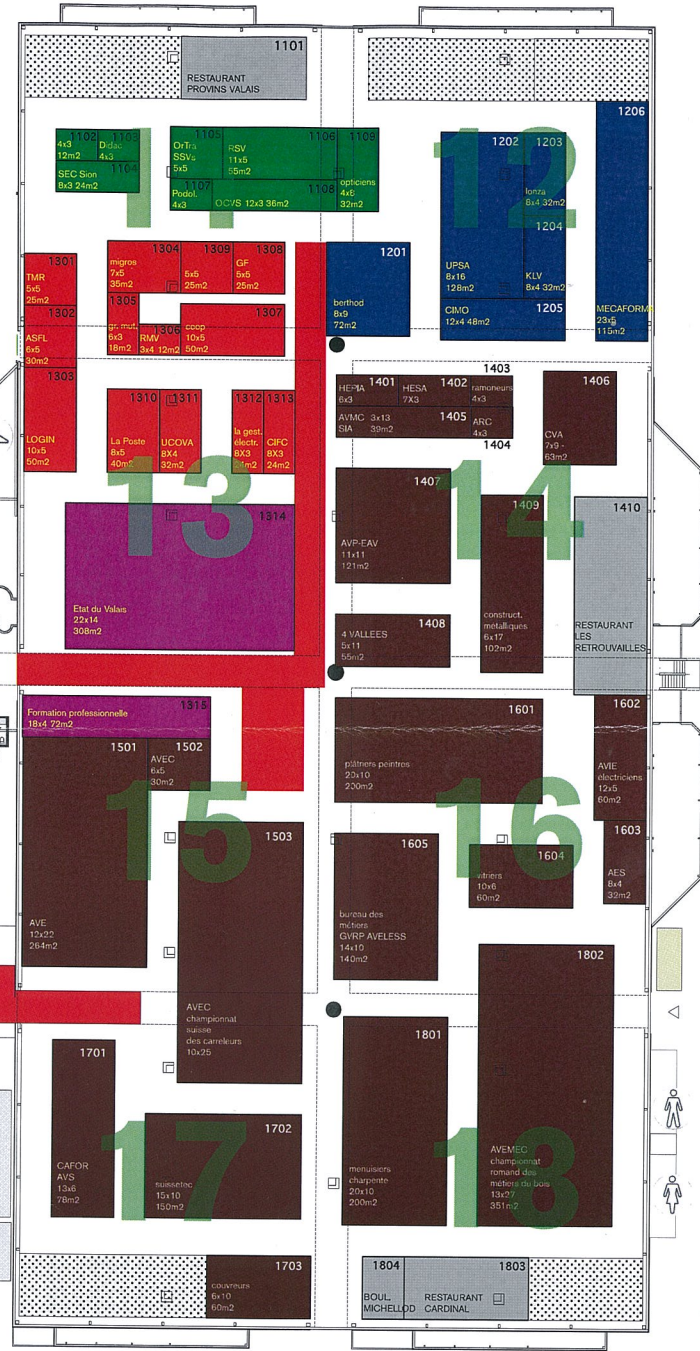 1101
RESTAURANT
PROVINS VALAIS
11
1102
4x3
12m2
1103
Didac
4x3
1104
SEC Sion
8x3 24m2
1105
OrTra
SSVs
5x5
1106
RSV
11x5
55m2
1109
opticiens
4x8
32m2
1107
Podol.
4x3
1108
OCVS 12x3 36m2
12
1202
UPSA
8x16
128m2
1203
lonza
8x4 32m2
1204
KLV
8x4 32m2
1205
CIMO
12x4 48m2
1206
MECAFORM
23x5
115m2
1201
berthod
8x9
72m2
1301
TMR
5x5
25m2
1302
ASFL
6x5
30m2
1303
LOGIN
10x5
50m2
1304
migros
7x5
35m2
1309
5x5
25m2
1308
GF
5x5
25m2
1305
gr. mut.
6x3
18m2
1306
RMV
3x4 12m2
1307
coop
10x5
50m2
1310
La Poste
8x5
40m2
1311
UCOVA
8X4
32m2
1312
la gest.
électr.
8X3
24m2
1313
CIFC
8X3
24m2
13
1314
Etat du Valais
22x14
308m2
1315
Formation professionnelle
18x4 72m2
1403
HEPIA
6x3
1401
HESA
7X3
1402
ramoneurs
4x3
AVMC 3x13
SIA 39m2
1405
ARC
4x3
1404
1406
CVA
7x9 -
63m2
14
1407
AVP-EAV
11x11
121m2
1409
construct.
métalliques
6x17
102m2
1410
RESTAURANT
LES
RETROUVAILLES
1408
4 VALLEES
5x11
55m2
1501
AVE
12x22
264m2
1502
AVEC
6x5
30m2
15
1503
AVEC
championnat
suisse
des carreleurs
10x25
1601
plâtriers peintres
20x10
200m2
1602
AVIE
électriciens
12x5
60m2
16
1603
AES
8x4
32m2
1604
vitriers
10x6
60m2
1605
bureau des
métiers
GVRP AVELESS
14x10
140m2
1701
CAFOR
AVS
13x6
78m2
17
1702
suissetec
15x10
150m2
1703
couvreurs
6x10
60m2
1801
menuisiers
charpente
20x10
200m2
1802
AVEMEC
championnat
romand des
métiers du bois
13x27
351m2
1804
BOUL.
MICHELLOD
1803
RESTAURANT
CARDINAL